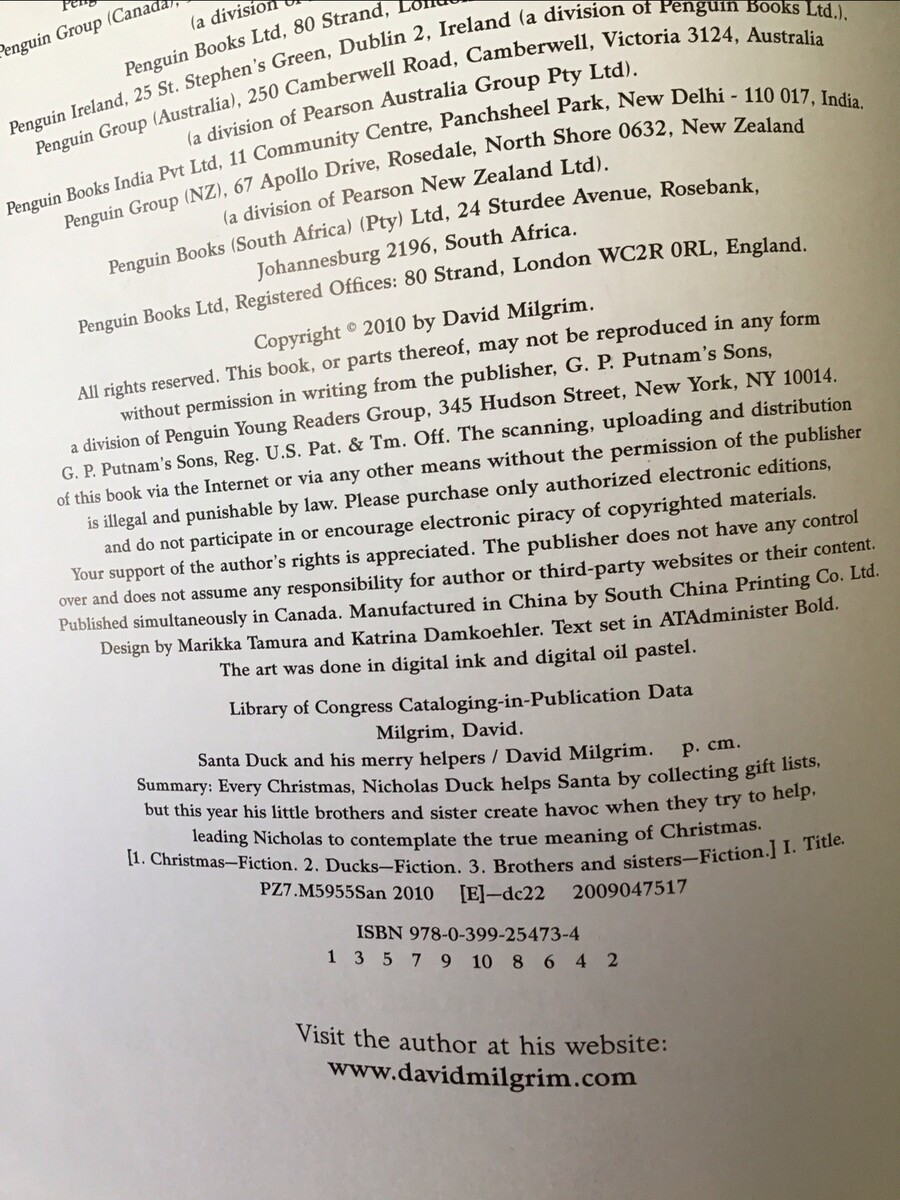 Penguin Group (Canada),
(a division
Penguin Books Ltd, 80 Strand,
Penguin Ireland, 25 St. Stephen's Green, Dublin 2, Ireland (a division of Penguin Books Ltd.).
Penguin Group (Australia), 250 Camberwell Road, Camberwell, Victoria 3124, Australia
(a division of Pearson Australia Group Pty Ltd).
Penguin Books India Pvt Ltd, 11 Community Centre, Panchsheel Park, New Delhi - 110 017, India.
Penguin Group (NZ), 67 Apollo Drive, Rosedale, North Shore 0632, New Zealand
(a division of Pearson New Zealand Ltd).
Penguin Books (South Africa) (Pty) Ltd, 24 Sturdee Avenue, Rosebank,
Johannesburg 2196, South Africa.
Penguin Books Ltd, Registered Offices: 80 Strand, London WC2R 0RL, England.
Copyright © 2010 by David Milgrim.
All rights reserved. This book, or parts thereof, may not be reproduced in any form
without permission in writing from the publisher, G. P. Putnam's Sons,
a division of Penguin Young Readers Group, 345 Hudson Street, New York, NY 10014.
G. P. Putnam's Sons, Reg. U.S. Pat. & Tm. Off. The scanning, uploading and distribution
of this book via the Internet or via any other means without the permission of the publisher
is illegal and punishable by law. Please purchase only authorized electronic editions,
and do not participate in or encourage electronic piracy of copyrighted materials.
Your support of the author's rights is appreciated. The publisher does not have any control
over and does not assume any responsibility for author or third-party websites or their content.
Published simultaneously in Canada. Manufactured in China by South China Printing Co. Ltd.
Design by Marikka Tamura and Katrina Damkoehler. Text set in ATAdminister Bold.
The art was done in digital ink and digital oil pastel.
Library of Congress Cataloging-in-Publication Data
Milgrim, David.
Santa Duck and his merry helpers / David Milgrim. p. cm.
Summary: Every Christmas, Nicholas Duck helps Santa by collecting gift lists,
but this year his little brothers and sister create havoc when they try to help,
leading Nicholas to contemplate the true meaning of Christmas.
[1. Christmas—Fiction. 2. Ducks—Fiction. 3. Brothers and sisters—Fiction.] I. Title.
PZ7.M5955San 2010 [E]—dc22 2009047517
ISBN 978-0-399-25473-4
1 3 5 7 9 10 8 6 4 2
Visit the author at his website:
www.davidmilgrim.com